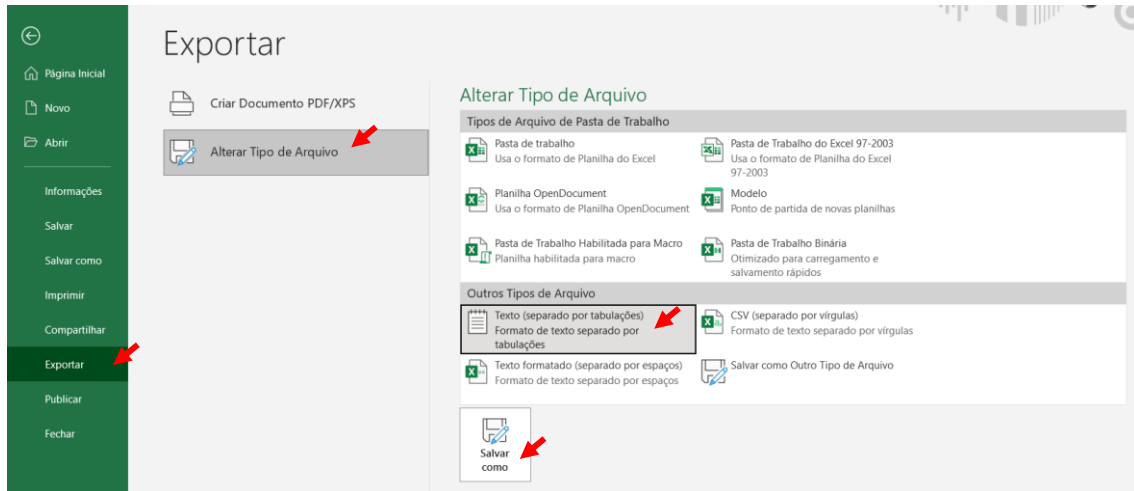 Exportar
Página Inicial
Novo
Abrir
Informações
Salvar
Salvar como
Imprimir
Compartilhar
Exportar
Publicar
Fechar
Criar Documento PDF/XPS
Alterar Tipo de Arquivo
Alterar Tipo de Arquivo
Tipos de Arquivo de Pasta de Trabalho
Pasta de trabalho
Usa o formato de Planilha do Excel
Pasta de Trabalho do Excel 97-2003
Usa o formato de Planilha do Excel
97-2003
Planilha OpenDocument
Usa o formato de Planilha OpenDocument
Modelo
Ponto de partida de novas planilhas
Pasta de Trabalho Habilitada para Macro
Planilha habilitada para macro
Pasta de Trabalho Binária
Otimizado para carregamento e
salvamento rápidos
Outros Tipos de Arquivo
Texto (separado por tabulações)
Formato de texto separado por
tabulações
CSV (separado por vírgulas)
Formato de texto separado por vírgulas
Texto formatado (separado por espaços)
Formato de texto separado por espaços
Salvar como Outro Tipo de Arquivo
Salvar
como